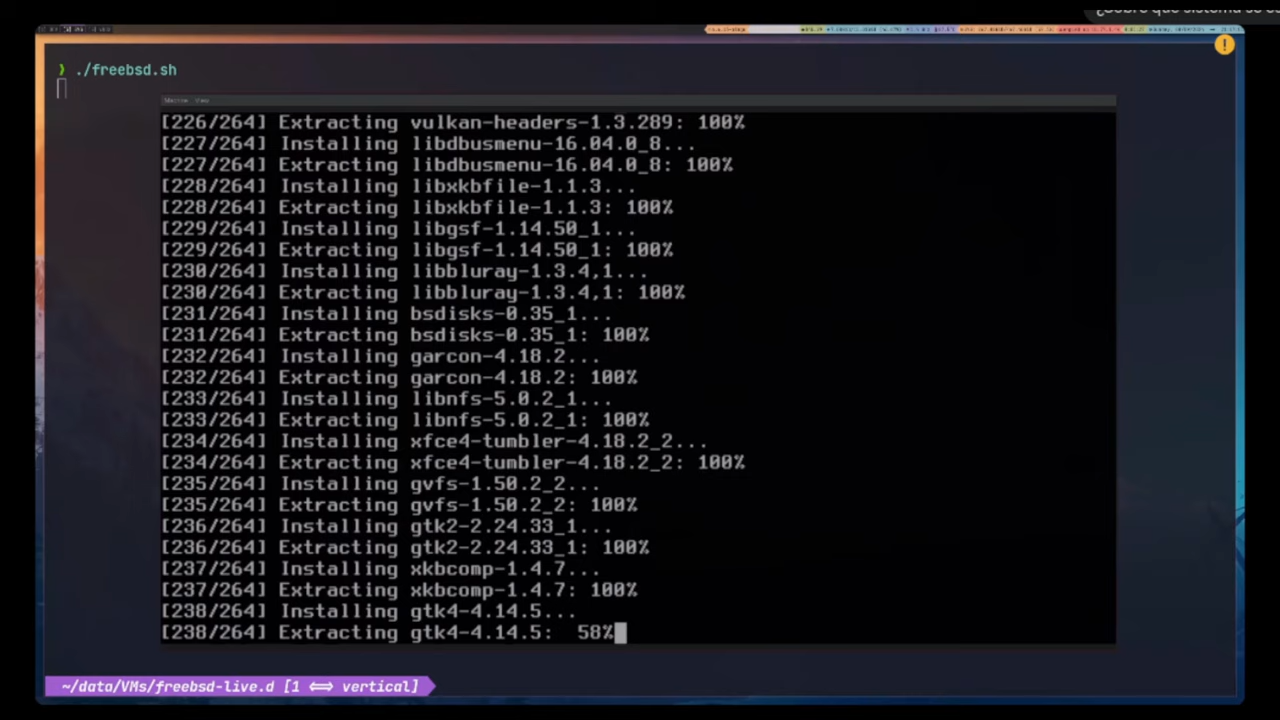 ¿Sobre qué sistema se
❯ ./freebsd.sh
Machine View
[226/264] Extracting vulkan-headers-1.3.289: 100%
[227/264] Installing libdbusmenu-16.04.0_8...
[227/264] Extracting libdbusmenu-16.04.0_8: 100%
[228/264] Installing libxkbfile-1.1.3...
[228/264] Extracting libxkbfile-1.1.3: 100%
[229/264] Installing libgsf-1.14.50_1...
[229/264] Extracting libgsf-1.14.50_1: 100%
[230/264] Installing libbluray-1.3.4,1...
[230/264] Extracting libbluray-1.3.4,1: 100%
[231/264] Installing bsdisks-0.35_1...
[231/264] Extracting bsdisks-0.35_1: 100%
[232/264] Installing garcon-4.18.2...
[232/264] Extracting garcon-4.18.2: 100%
[233/264] Installing libnfs-5.0.2_1...
[233/264] Extracting libnfs-5.0.2_1: 100%
[234/264] Installing xfce4-tumbler-4.18.2_2...
[234/264] Extracting xfce4-tumbler-4.18.2_2: 100%
[235/264] Installing gvfs-1.50.2_2...
[235/264] Extracting gvfs-1.50.2_2: 100%
[236/264] Installing gtk2-2.24.33_1...
[236/264] Extracting gtk2-2.24.33_1: 100%
[237/264] Installing xkbcomp-1.4.7...
[237/264] Extracting xkbcomp-1.4.7: 100%
[238/264] Installing gtk4-4.14.5...
[238/264] Extracting gtk4-4.14.5: 58%
~/data/VMs/freebsd-live.d [1 ⟺ vertical]